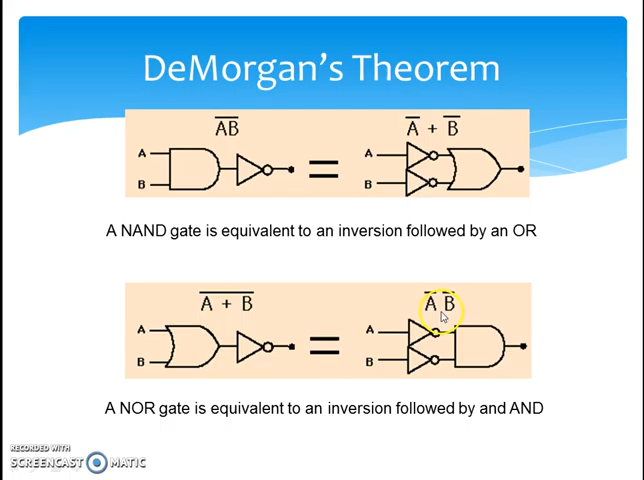 DeMorgan's Theorem
A̅B̅ = A̅ + B̅
A
B
A
B
A NAND gate is equivalent to an inversion followed by an OR
A̅ ̅+̅ ̅B̅ = A̅ B̅
A
B
A
B
A NOR gate is equivalent to an inversion followed by and AND
RECORDED WITH
SCREENCAST MATIC